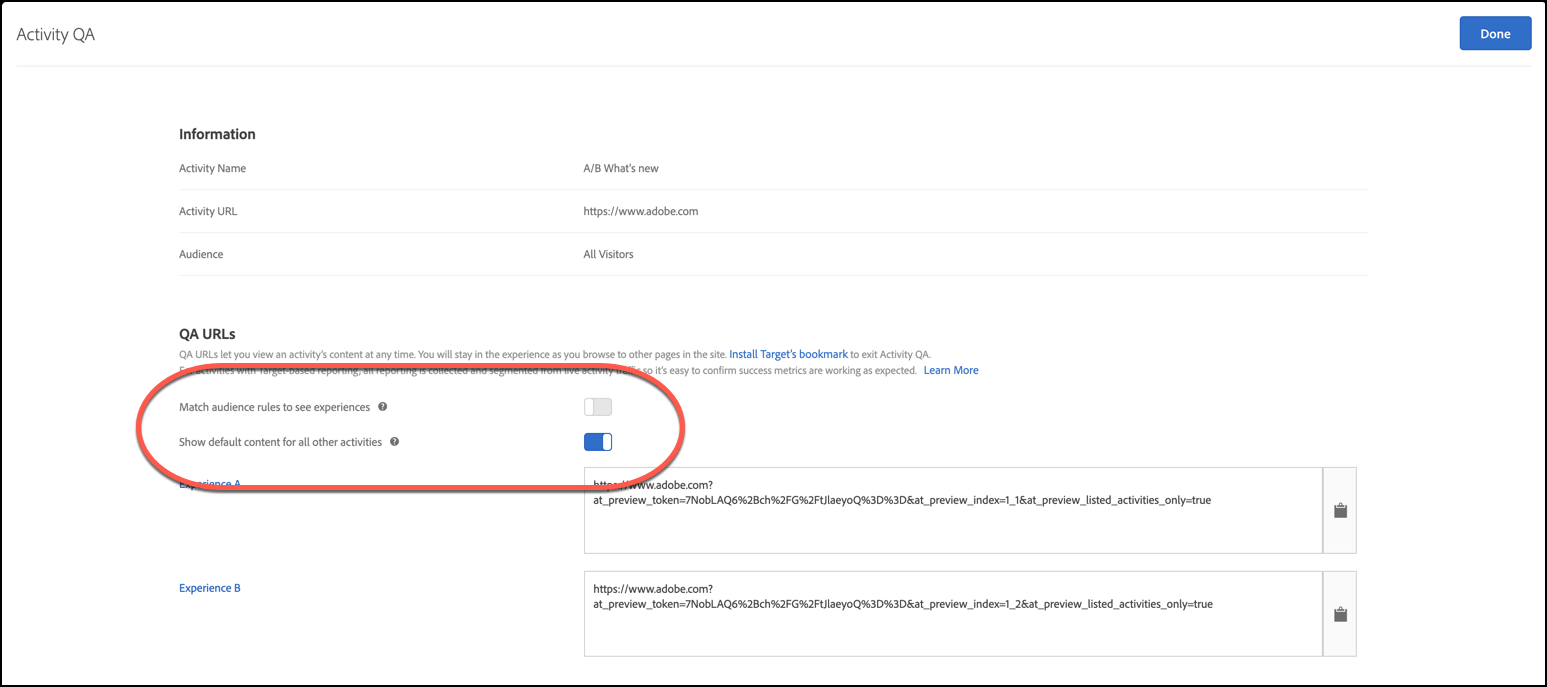 Activity QA
Done
Information
Activity Name
A/B What's new
Activity URL
https://www.adobe.com
Audience
All Visitors
QA URLs
QA URLs let you view an activity's content at any time. You will stay in the experience as you browse to other pages in the site. Install Target's bookmark to exit Activity QA.
For activities with Target-based reporting, all reporting is collected and segmented from live activity traffic so it's easy to confirm success metrics are working as expected. Learn More
Match audience rules to see experiences
Show default content for all other activities
Experience A
https://www.adobe.com?
at_preview_token=7NobLAQ6%2Bch%2FG%2FtJlaeyoQ%3D%3D&at_preview_index=1_1&at_preview_listed_activities_only=true
Experience B
https://www.adobe.com?
at_preview_token=7NobLAQ6%2Bch%2FG%2FtJlaeyoQ%3D%3D&at_preview_index=1_2&at_preview_listed_activities_only=true